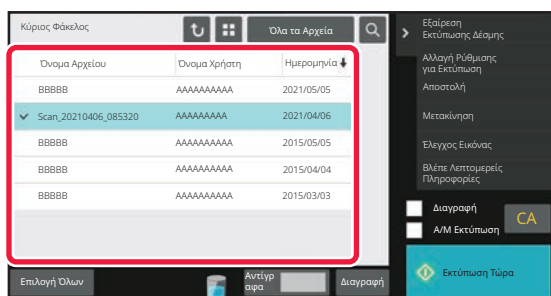 Κύριος Φάκελος
Όλα τα Αρχεία
Όνομα Αρχείου Όνομα Χρήστη Ημερομηνία
BBBBB AAAAAAAAAA 2021/05/05
Scan_20210406_085320 AAAAAAAAA 2021/04/06
BBBBB AAAAAAAAAA 2015/05/05
BBBBB AAAAAAAAAA 2015/04/04
BBBBB AAAAAAAAAA 2015/03/03
Επιλογή Όλων
Αντίγρ
αφα
Διαγραφή
Εξαίρεση
Εκτύπωσης Δέσμης
Αλλαγή Ρύθμισης
για Εκτύπωση
Αποστολή
Μετακίνηση
Έλεγχος Εικόνας
Βλέπε Λεπτομερείς
Πληροφορίες
Διαγραφή
Α/Μ Εκτύπωση
CA
Εκτύπωση Τώρα